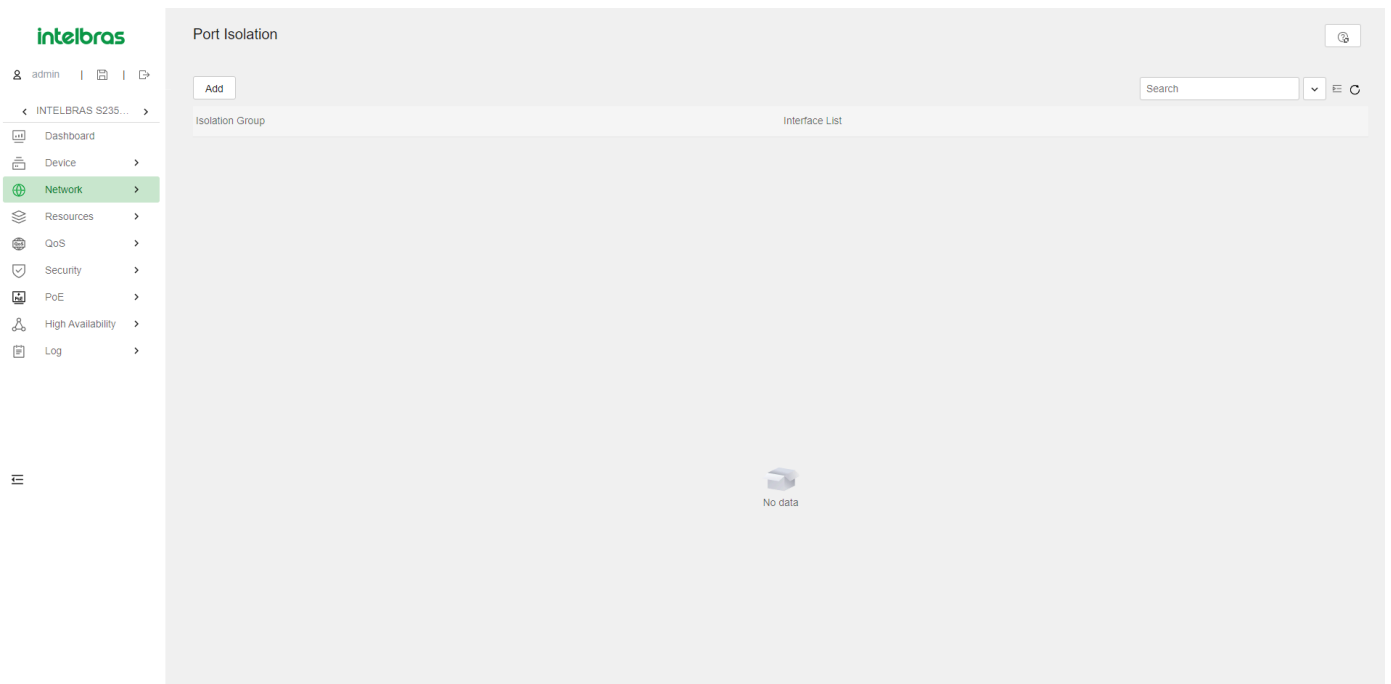 intelbras
Port Isolation
admin | |
Add
Search
INTELBRAS S235...
Isolation Group Interface List
Dashboard
Device
Network
Resources
QoS
Security
PoE
High Availability
Log
No data